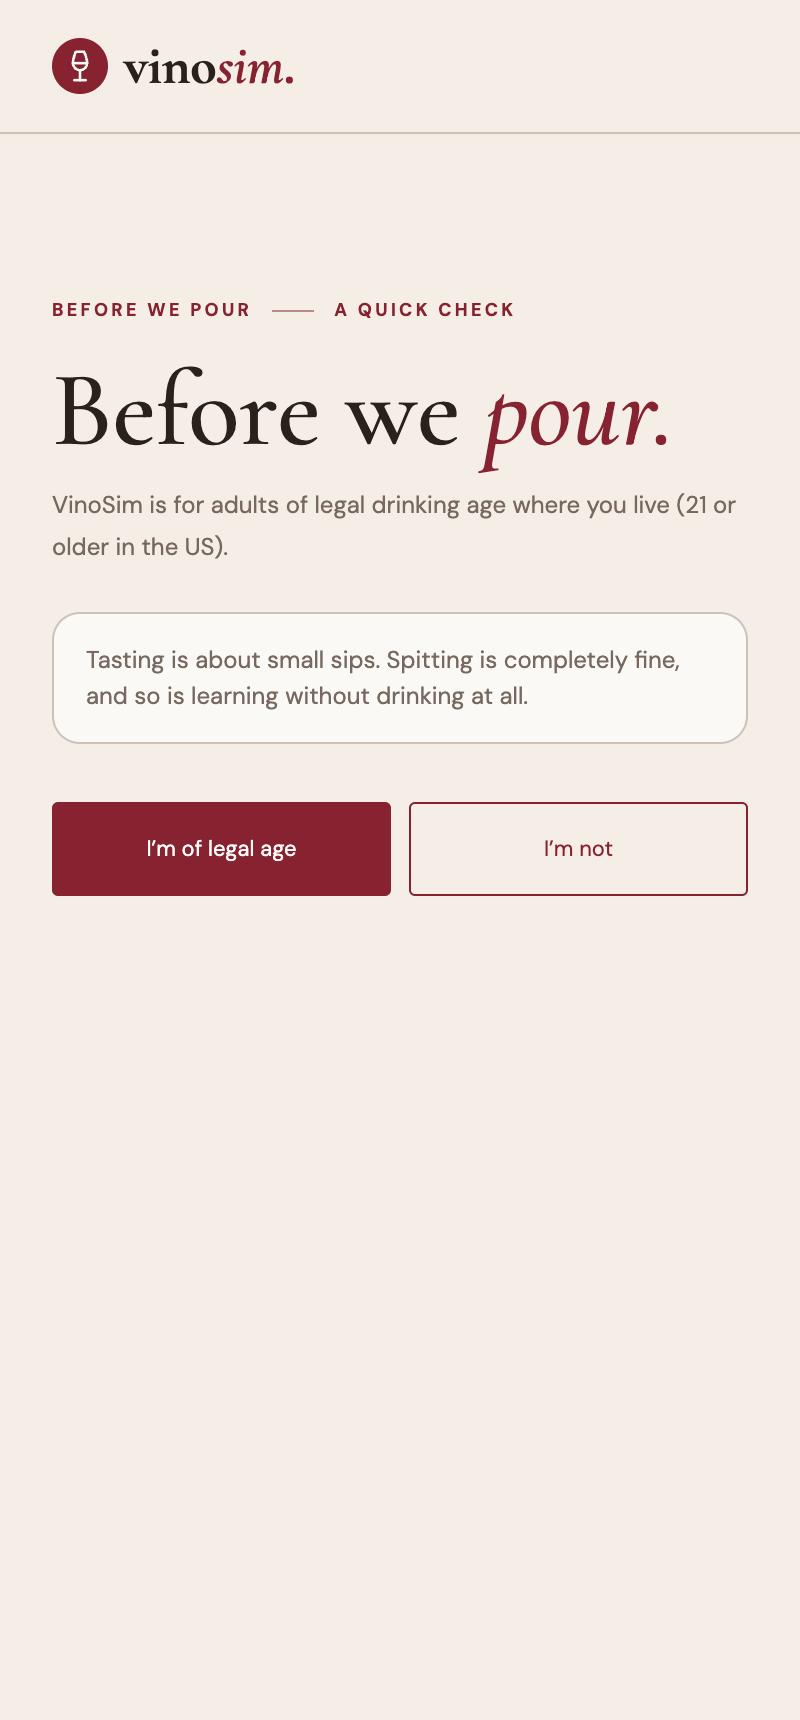 vinosim.
BEFORE WE POUR — A QUICK CHECK
Before we pour.
VinoSim is for adults of legal drinking age where you live (21 or
older in the US).
Tasting is about small sips. Spitting is completely fine,
and so is learning without drinking at all.
I’m of legal age
I’m not